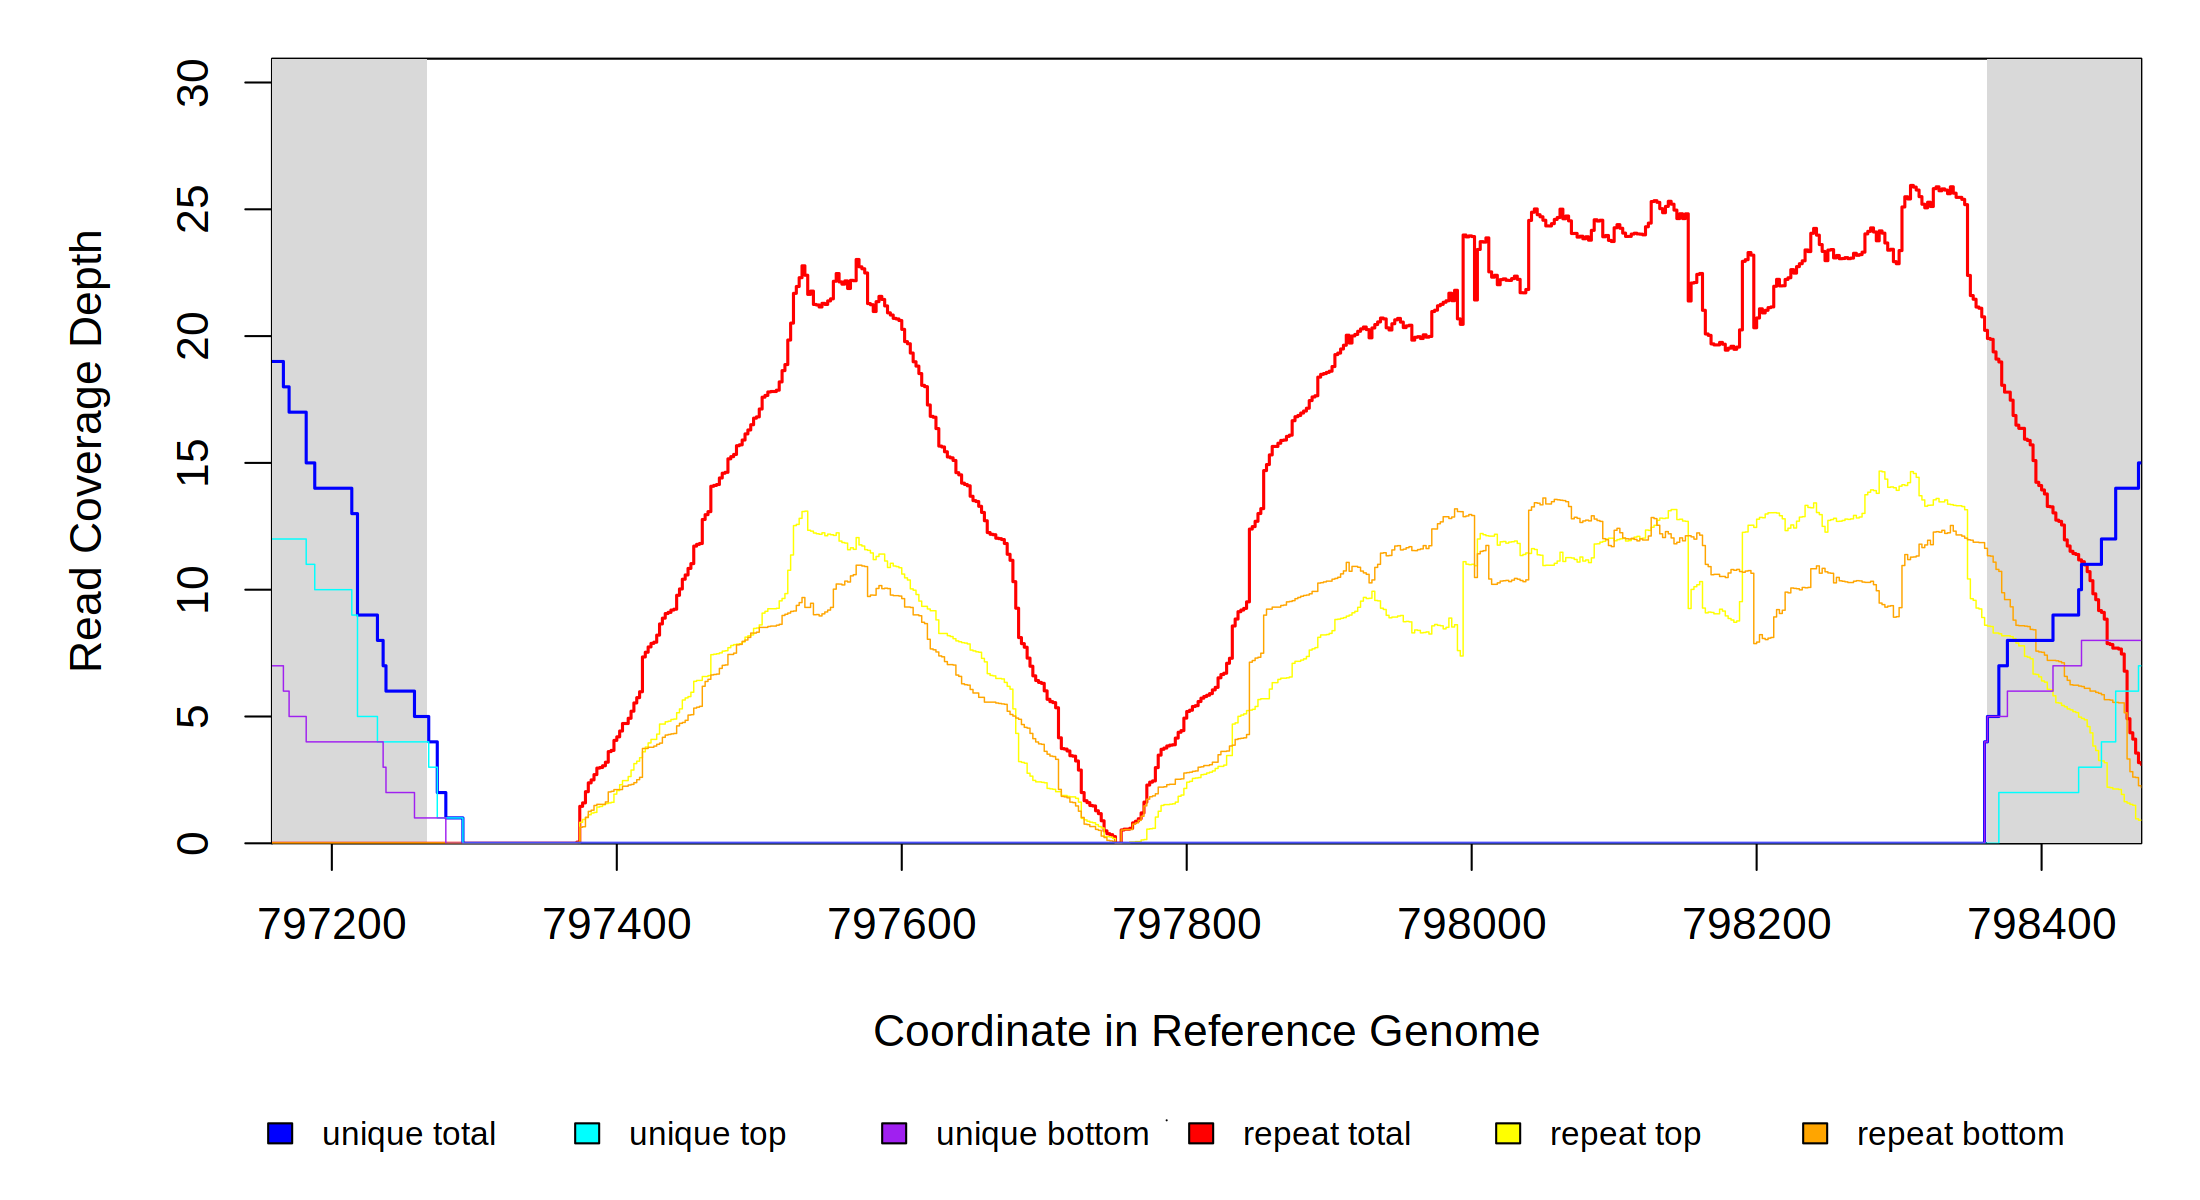 Read Coverage Depth
30
25
20
15
10
5
0
797200 797400 797600 797800 798000 798200 798400
Coordinate in Reference Genome
unique total unique top unique bottom repeat total repeat top repeat bottom